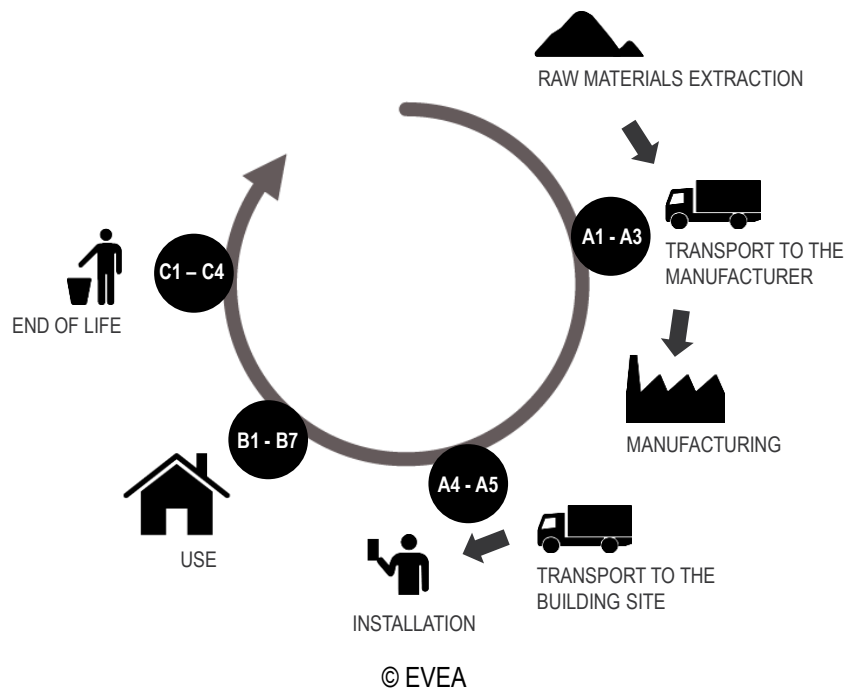 RAW MATERIALS EXTRACTION
A1 - A3
TRANSPORT TO THE
MANUFACTURER
MANUFACTURING
A4 - A5
TRANSPORT TO THE
BUILDING SITE
INSTALLATION
B1 - B7
USE
C1 – C4
END OF LIFE
© EVEA